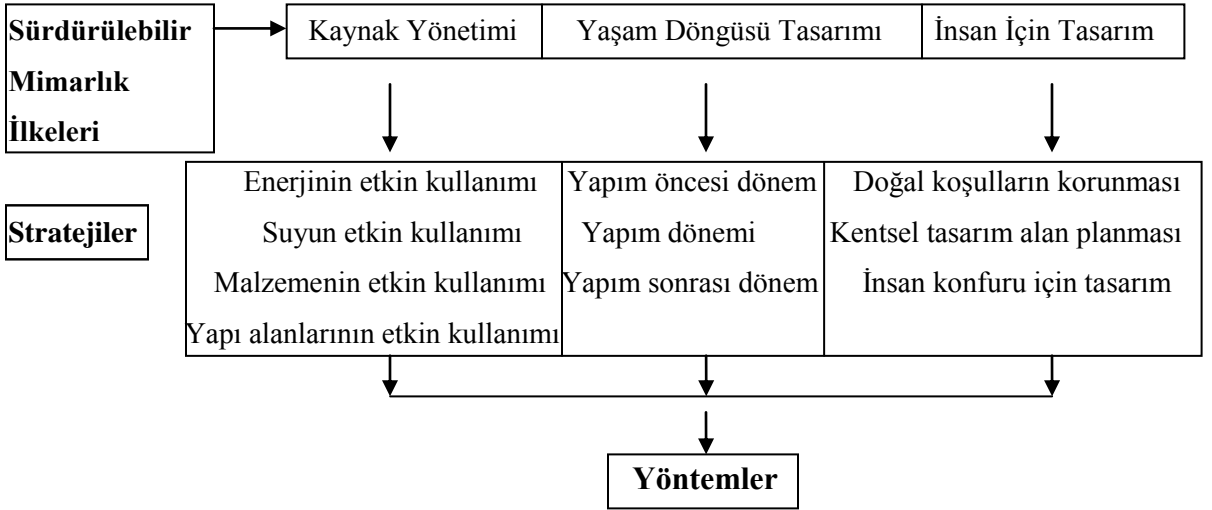 Sürdürülebilir
Mimarlık
İlkeleri
Kaynak Yönetimi
Yaşam Döngüsü Tasarımı
İnsan İçin Tasarım
Stratejiler
Enerjinin etkin kullanımı
Suyun etkin kullanımı
Malzemenin etkin kullanımı
Yapı alanlarının etkin kullanımı
Yapım öncesi dönem
Yapım dönemi
Yapım sonrası dönem
Doğal koşulların korunması
Kentsel tasarım alan planması
İnsan konfuru için tasarım
Yöntemler